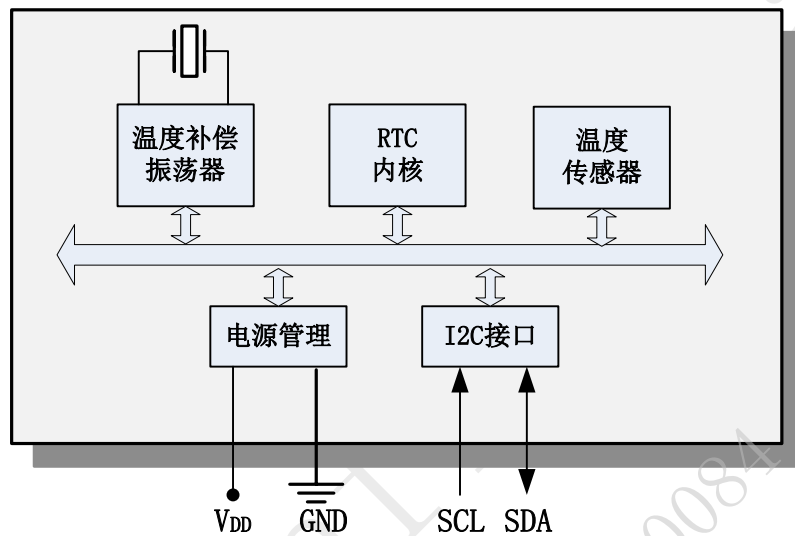 温度补偿
振荡器
RTC
内核
温度
传感器
电源管理
I2C接口
VDD
GND
SCL
SDA
0084